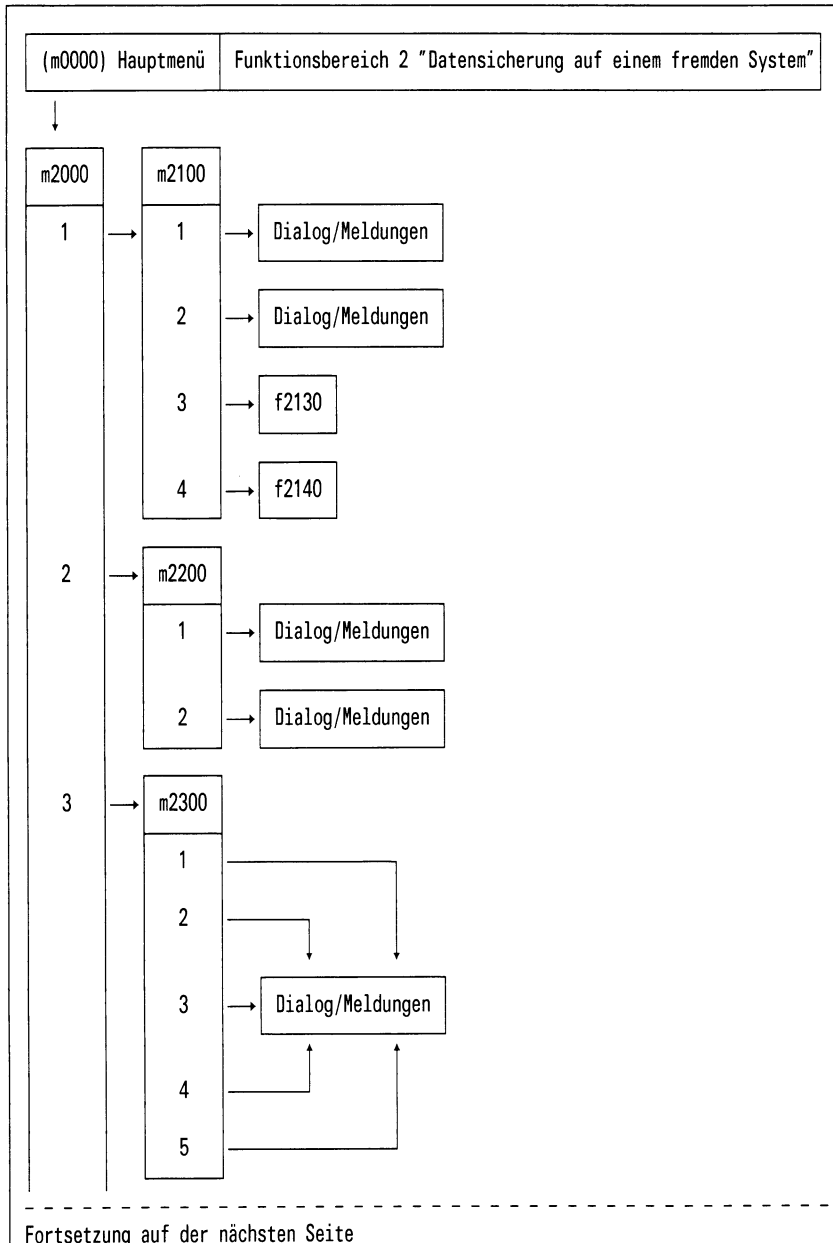 (m0000) Hauptmenü Funktionsbereich 2 "Datensicherung auf einem fremden System"
m2000 m2100
1 1 Dialog/Meldungen
2 Dialog/Meldungen
3 f2130
4 f2140
2 m2200
1 Dialog/Meldungen
2 Dialog/Meldungen
3 m2300
1
2
3 Dialog/Meldungen
4
5
Fortsetzung auf der nächsten Seite